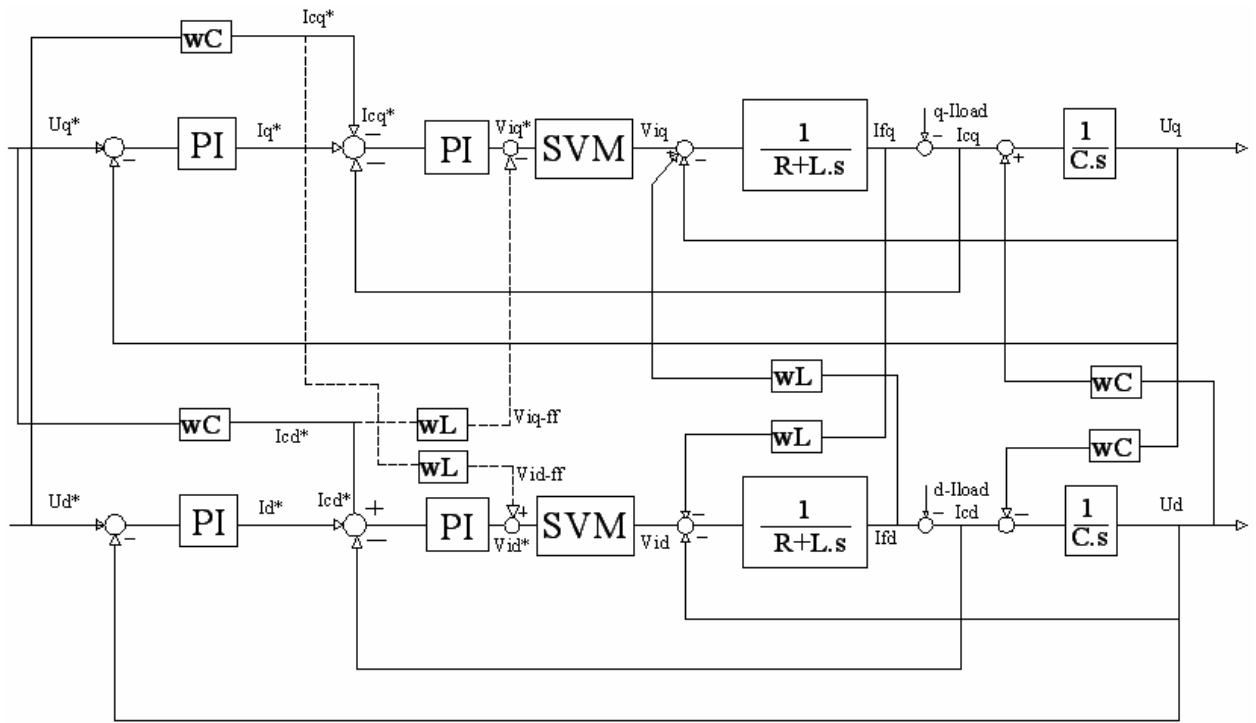 Icq*
wC
Uq*
Iq*
Icq*
Viq*
Viq
Ifq
q-Iload
Icq
Uq
PI
PI
SVM
1
R+L.s
1
C.s
+
+
−
−
−
−
−
−
−
wL
wC
wC
Icd*
wL
Viq-ff
wL
wC
wL
Vid-ff
Ud*
Id*
Icd*
Vid*
Vid
Ifd
d-Iload
Icd
Ud
PI
PI
SVM
1
R+L.s
1
C.s
+
+
−
−
−
−
−
−